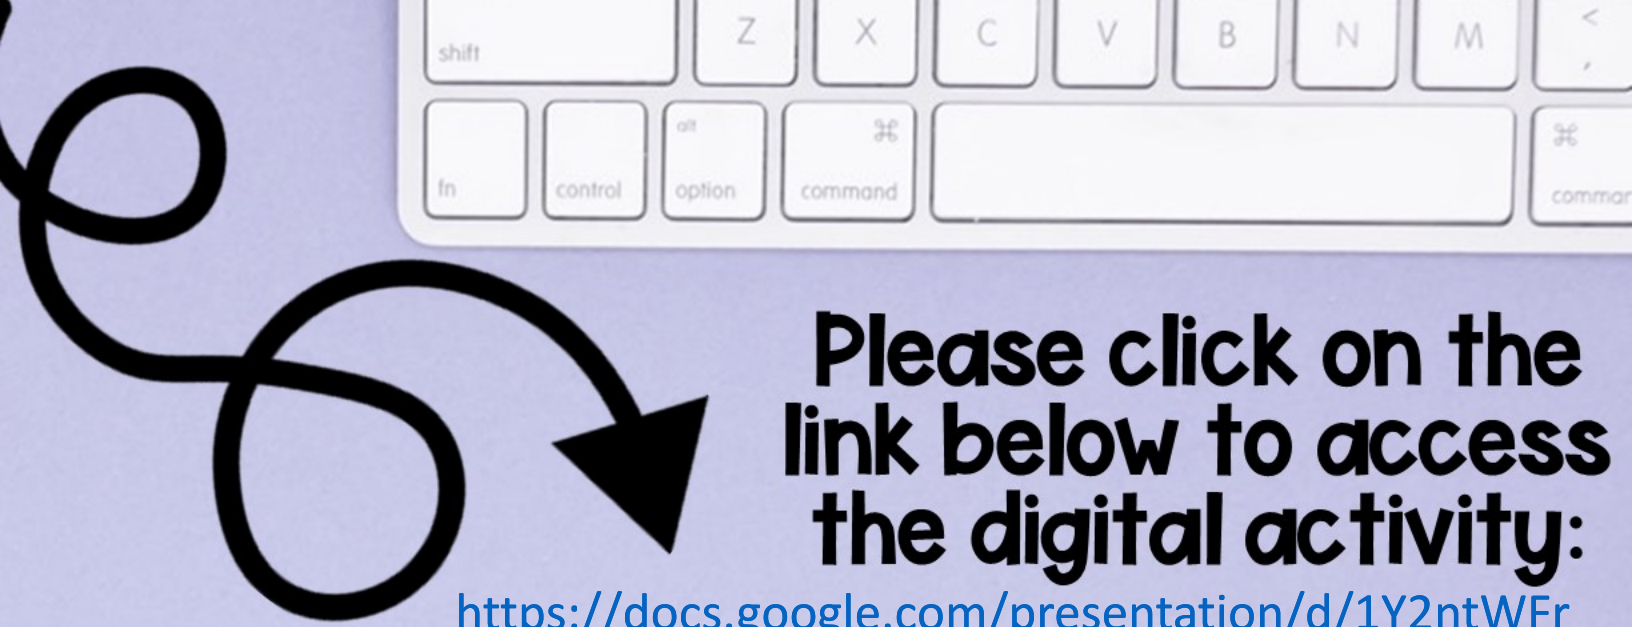 shift Z X C V B N M <
,
alt ⌘ ⌘
fn control option command
Please click on the
link below to access
the digital activity:
https://docs.google.com/presentation/d/1Y2ntWFr